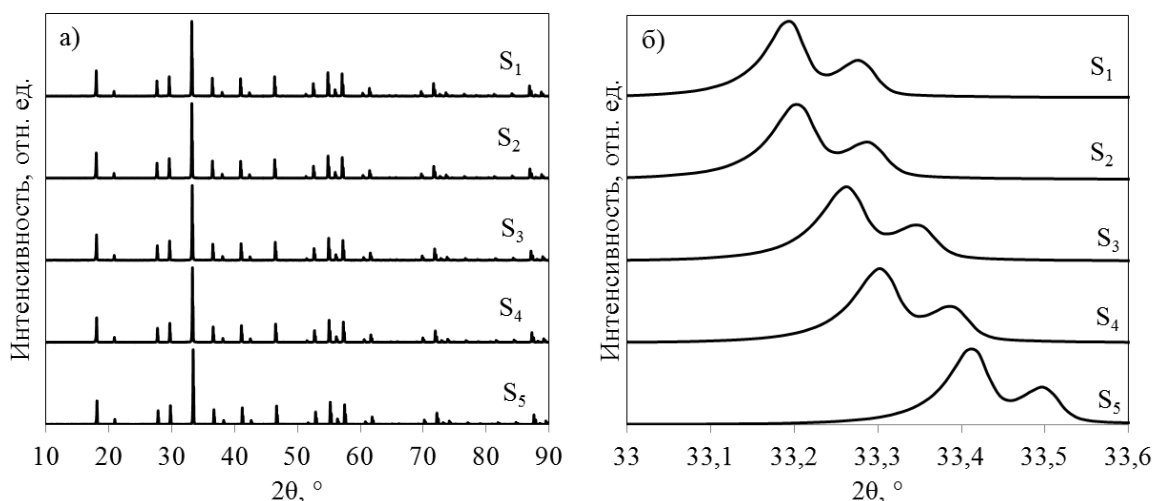 а)
Интенсивность, отн. ед.
S1
S2
S3
S4
S5
10 20 30 40 50 60 70 80 90
2θ, °
б)
Интенсивность, отн. ед.
S1
S2
S3
S4
S5
33 33,1 33,2 33,3 33,4 33,5 33,6
2θ, °